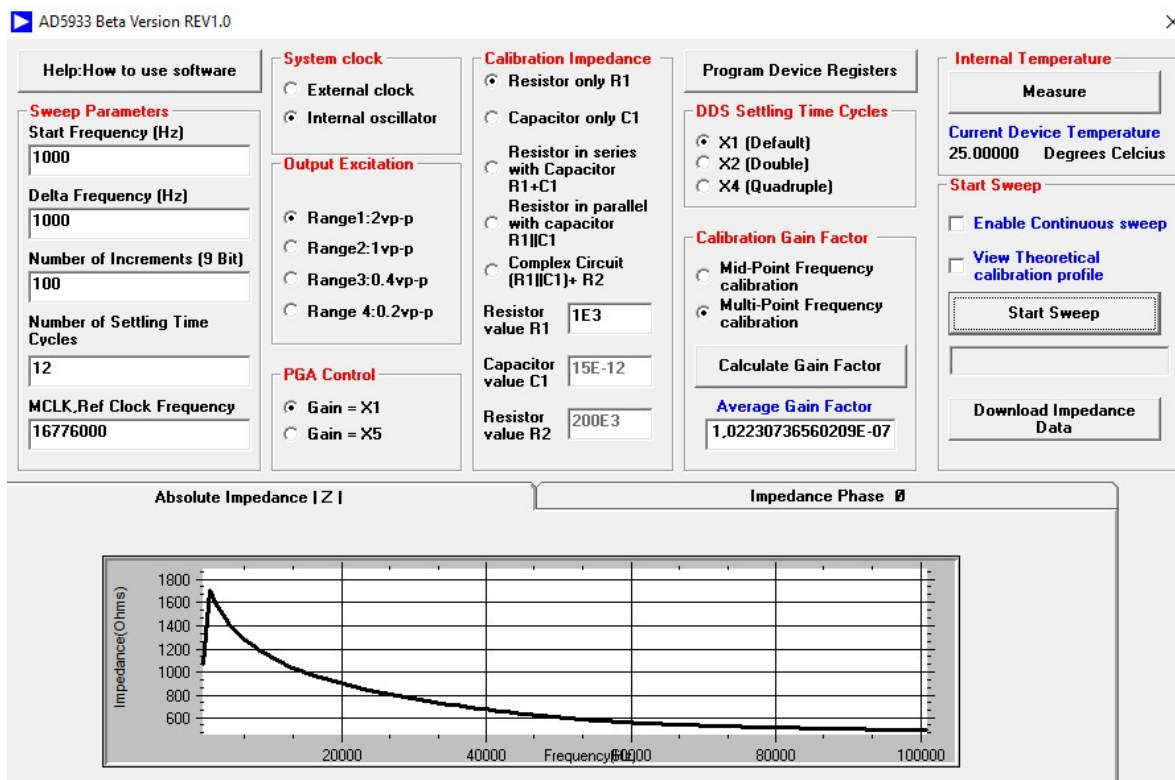 AD5933 Beta Version REV1.0
Help:How to use software
Sweep Parameters
Start Frequency (Hz)
1000
Delta Frequency (Hz)
1000
Number of Increments (9 Bit)
100
Number of Settling Time
Cycles
12
MCLK,Ref Clock Frequency
16776000
System clock
External clock
Internal oscillator
Output Excitation
Range1:2vp-p
Range2:1vp-p
Range3:0.4vp-p
Range 4:0.2vp-p
PGA Control
Gain = X1
Gain = X5
Calibration Impedance
Resistor only R1
Capacitor only C1
Resistor in series
with Capacitor
R1+C1
Resistor in parallel
with capacitor
R1||C1
Complex Circuit
(R1||C1)+ R2
Resistor
value R1
1E3
Capacitor
value C1
15E-12
Resistor
value R2
200E3
Program Device Registers
DDS Settling Time Cycles
X1 (Default)
X2 (Double)
X4 (Quadruple)
Calibration Gain Factor
Mid-Point Frequency
calibration
Multi-Point Frequency
calibration
Calculate Gain Factor
Average Gain Factor
1,02230736560209E-07
Internal Temperature
Measure
Current Device Temperature
25.00000 Degrees Celcius
Start Sweep
Enable Continuous sweep
View Theoretical
calibration profile
Start Sweep
Download Impedance
Data
Absolute Impedance |Z|
Impedance Phase Ø
Impedance(Ohms)
1800
1600
1400
1200
1000
800
600
20000
40000
60000
80000
100000
Frequency(Hz)